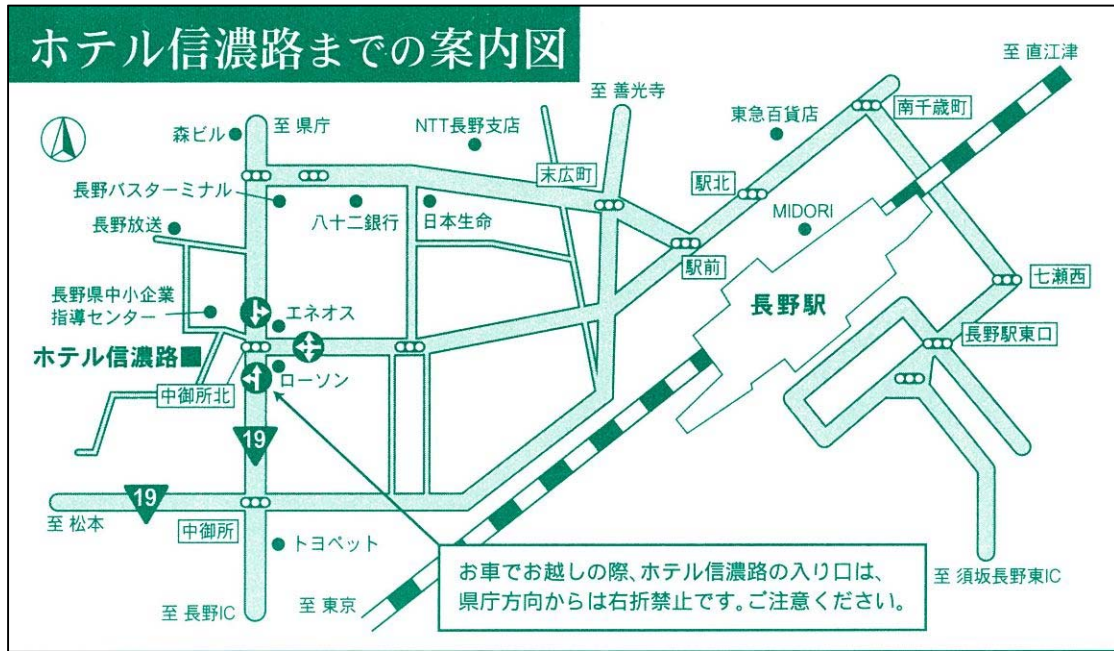 ホテル信濃路までの案内図
至 直江津
至 善光寺
南千歳町
東急百貨店
NTT長野支店
森ビル
至 県庁
末広町
駅北
長野バスターミナル
八十二銀行
日本生命
MIDORI
長野放送
駅前
七瀬西
長野県中小企業
指導センター
エネオス
長野駅
長野駅東口
ホテル信濃路
ローソン
中御所北
19
19
至 松本
中御所
トヨペット
お車でお越しの際、ホテル信濃路の入り口は、
県庁方向からは右折禁止です。ご注意ください。
至 須坂長野東IC
至 長野IC
至 東京